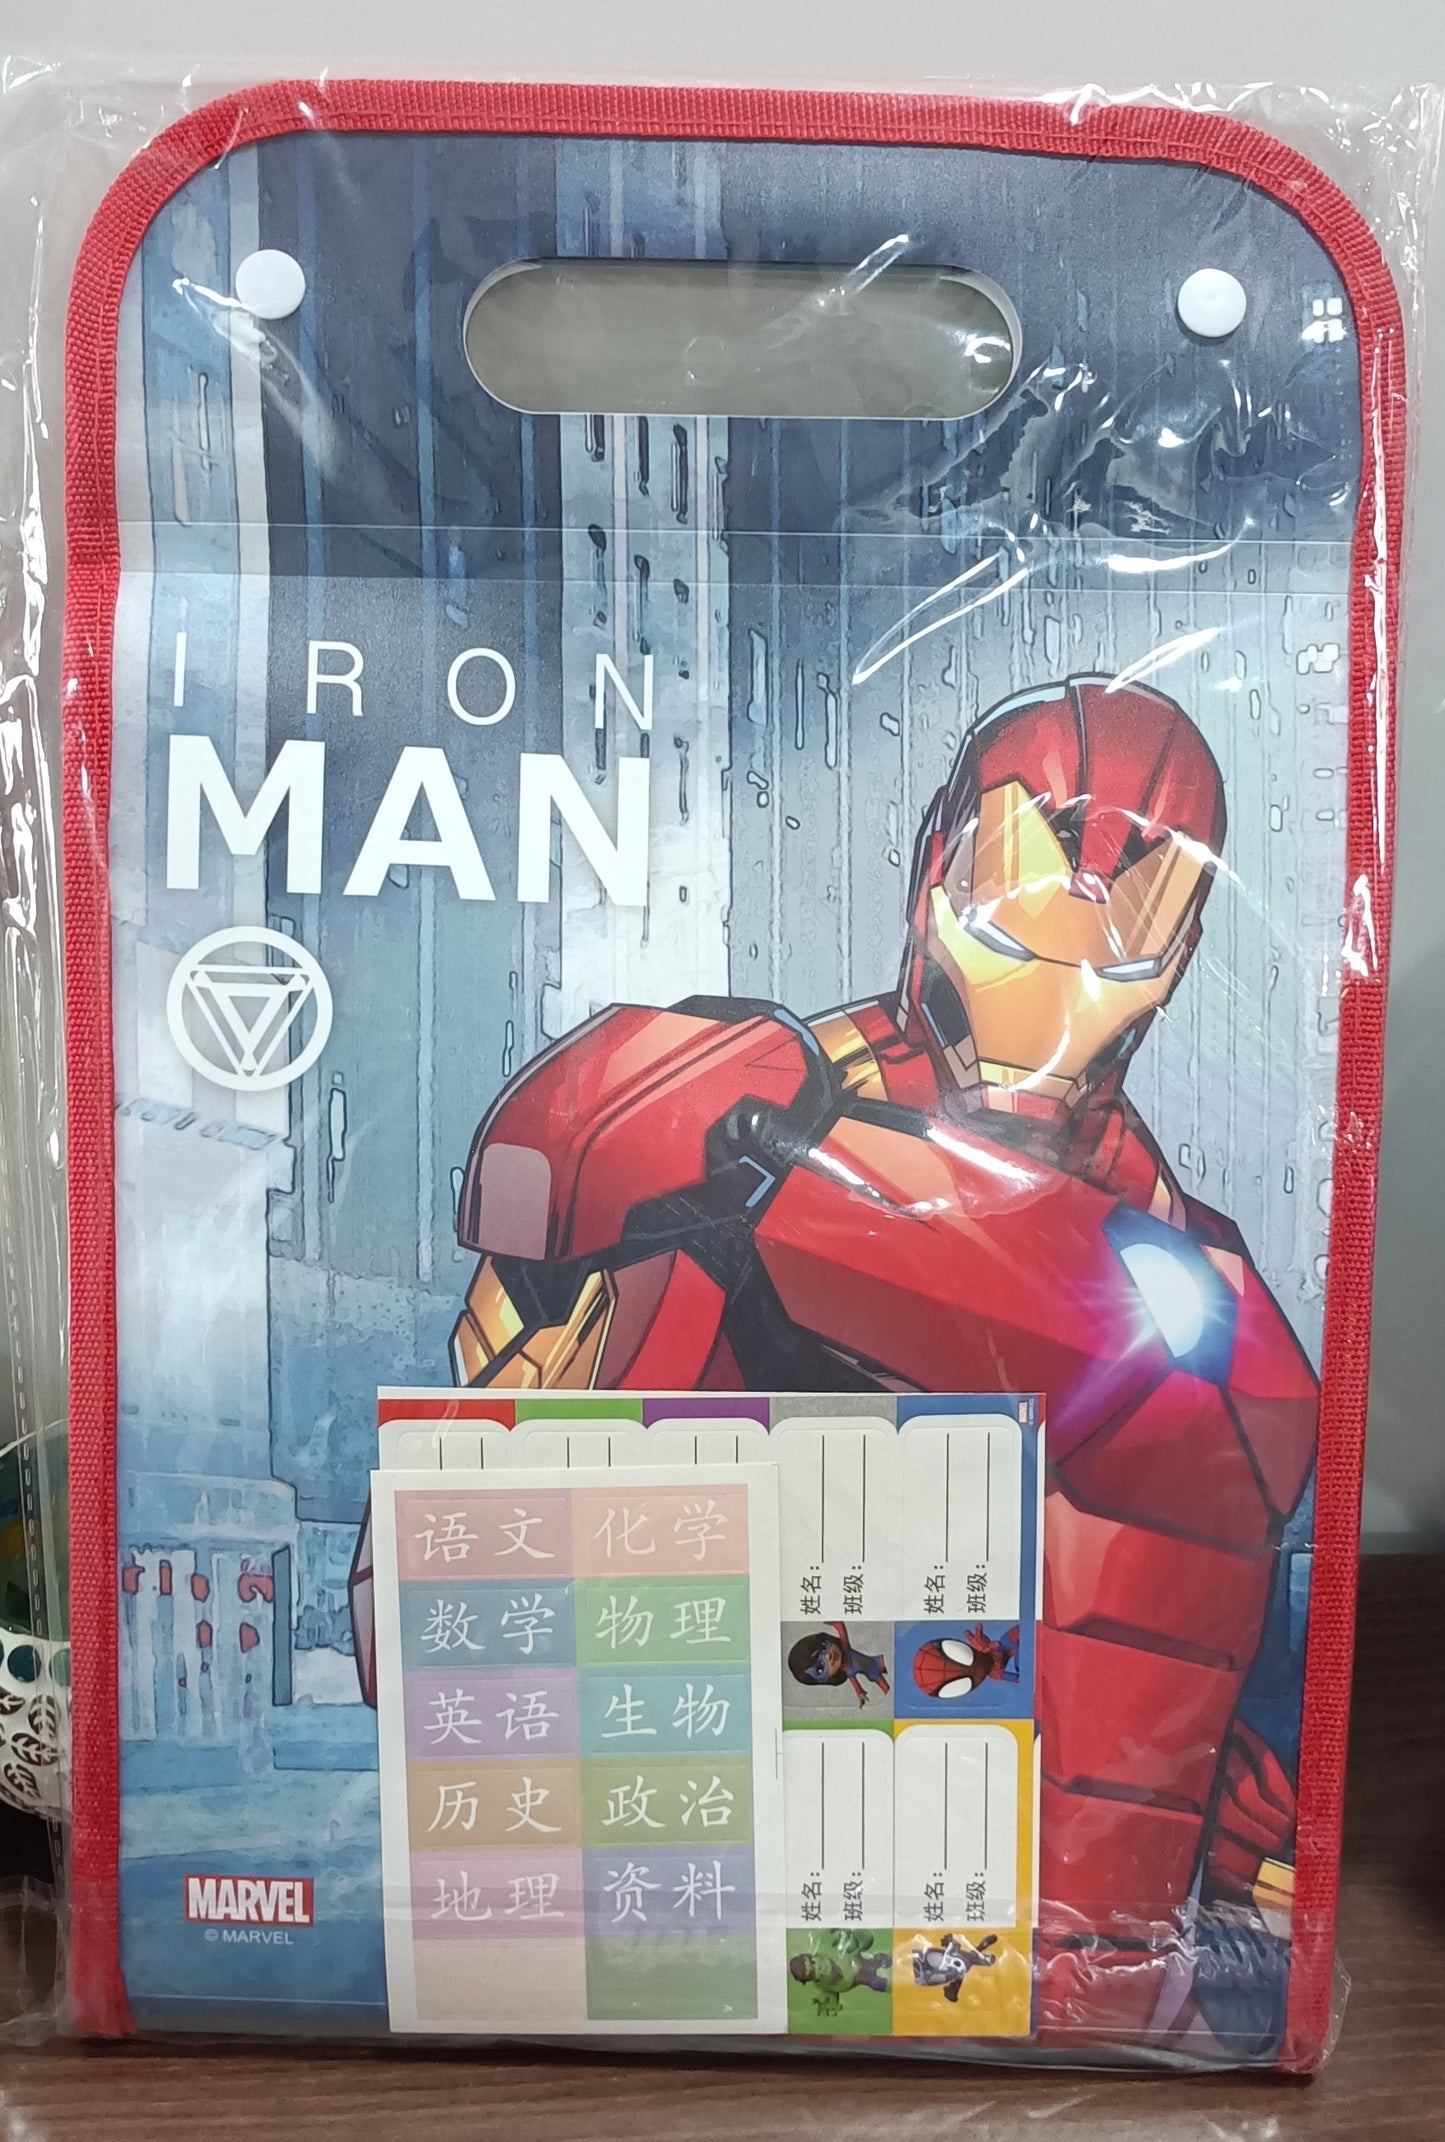 IRON
MAN
MARVEL
© MARVEL
语文 化学
数学 物理
英语 生物
历史 政治
地理 资料
姓名:
班级:
姓名:
班级:
姓名:
班级:
姓名:
班级: